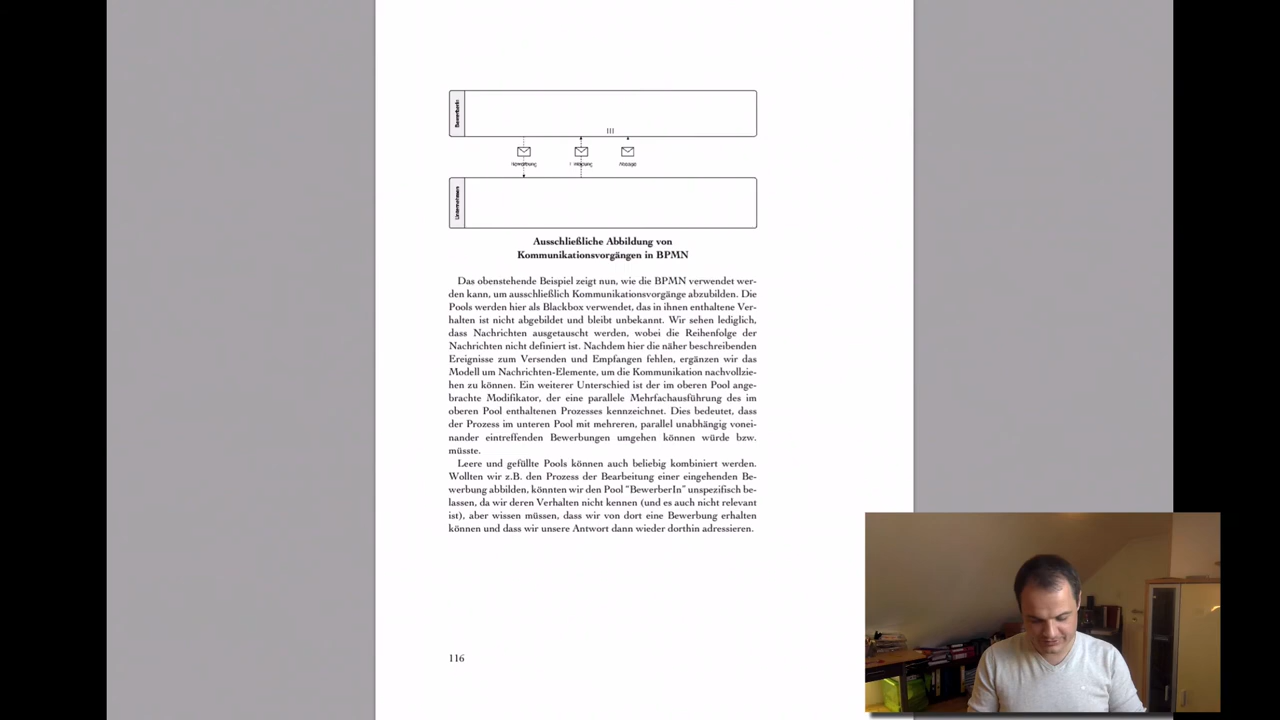 BewerberIn
Bewerbung
Absage
Unternehmen
Ausschließliche Abbildung von
Kommunikationsvorgängen in BPMN
Das obenstehende Beispiel zeigt nun, wie die BPMN verwendet wer-
den kann, um ausschließlich Kommunikationsvorgänge abzubilden. Die
Pools werden hier als Blackbox verwendet, das in ihnen enthaltene Ver-
halten ist nicht abgebildet und bleibt unbekannt. Wir sehen lediglich,
dass Nachrichten ausgetauscht werden, wobei die Reihenfolge der
Nachrichten nicht definiert ist. Nachdem hier die näher beschreibenden
Ereignisse zum Versenden und Empfangen fehlen, ergänzen wir das
Modell um Nachrichten-Elemente, um die Kommunikation nachvollzie-
hen zu können. Ein weiterer Unterschied ist der im oberen Pool ange-
brachte Modifikator, der eine parallele Mehrfachausführung des im
oberen Pool enthaltenen Prozesses kennzeichnet. Dies bedeutet, dass
der Prozess im unteren Pool mit mehreren, parallel unabhängig vonei-
nander eintreffenden Bewerbungen umgehen können würde bzw.
müsste.
Leere und gefüllte Pools können auch beliebig kombiniert werden.
Wollten wir z.B. den Prozess der Bearbeitung einer eingehenden Be-
werbung abbilden, könnten wir den Pool "BewerberIn" unspezifisch be-
lassen, da wir deren Verhalten nicht kennen (und es auch nicht relevant
ist), aber wissen müssen, dass wir von dort eine Bewerbung erhalten
können und dass wir unsere Antwort dann wieder dorthin adressieren.
116